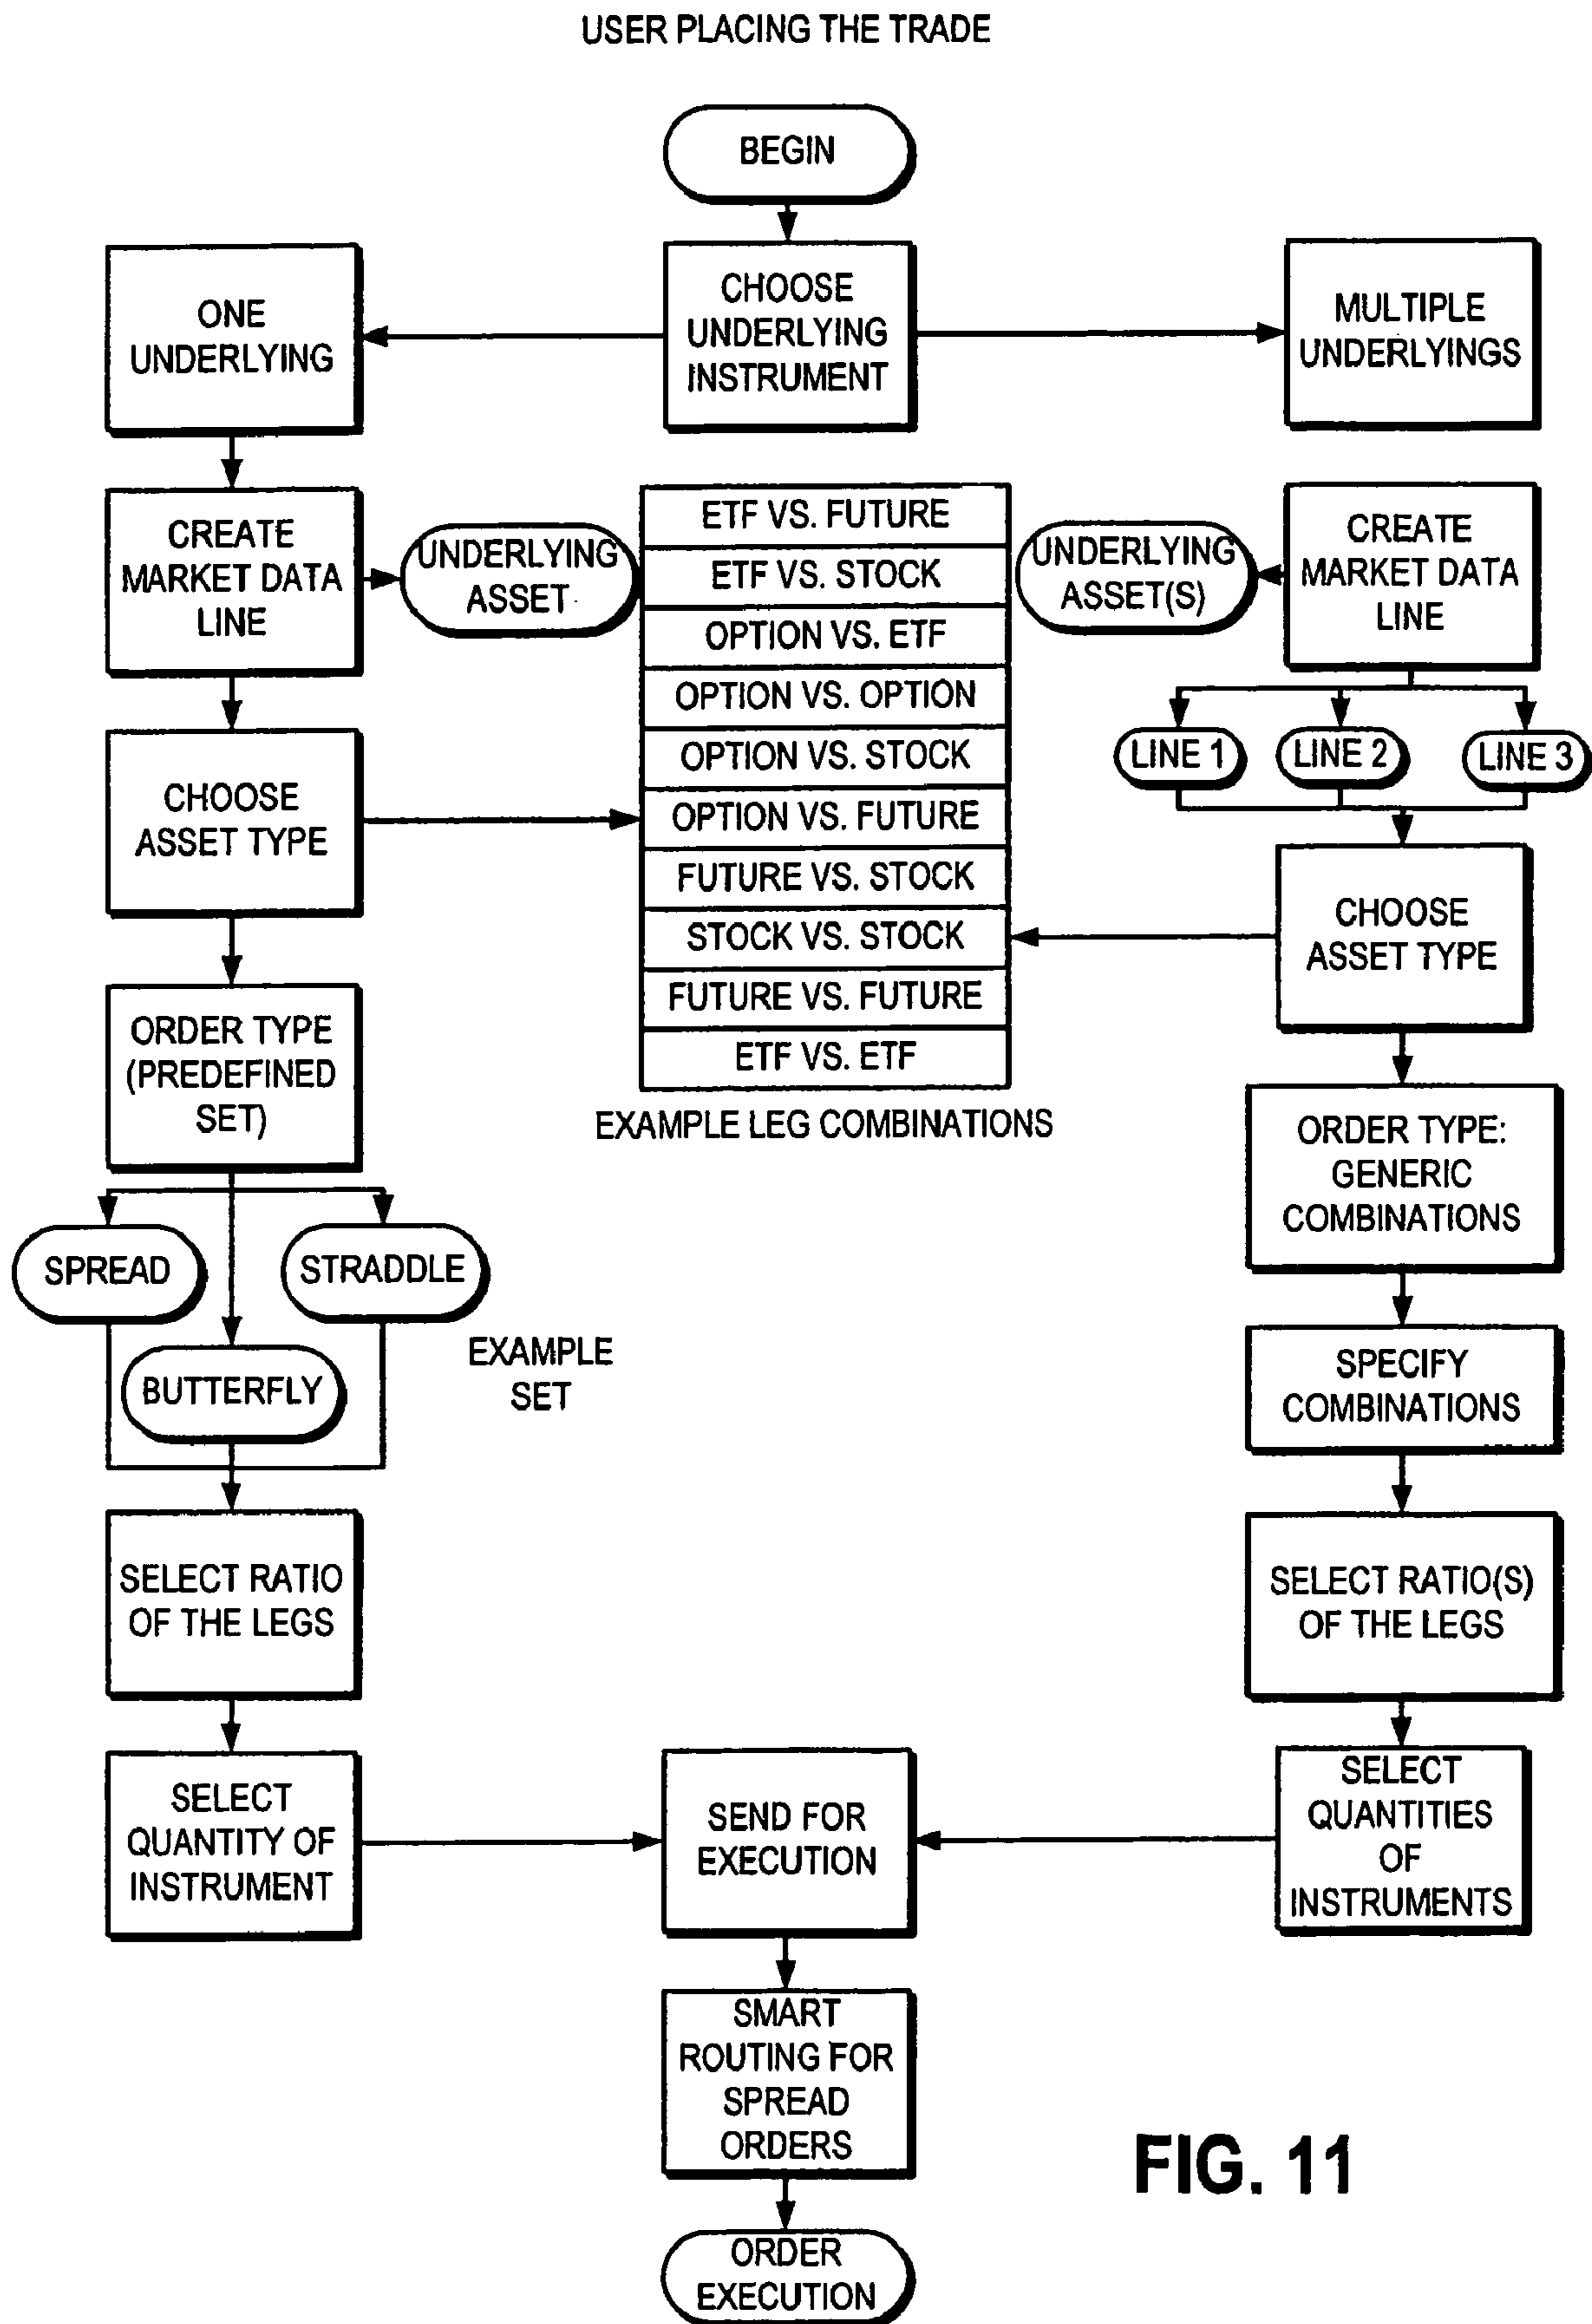 USER PLACING THE TRADE
BEGIN
ONE
UNDERLYING
CHOOSE
UNDERLYING
INSTRUMENT
MULTIPLE
UNDERLYINGS
CREATE
MARKET DATA
LINE
UNDERLYING
ASSET
ETF VS. FUTURE
ETF VS. STOCK
OPTION VS. ETF
OPTION VS. OPTION
OPTION VS. STOCK
OPTION VS. FUTURE
FUTURE VS. STOCK
STOCK VS. STOCK
FUTURE VS. FUTURE
ETF VS. ETF
EXAMPLE LEG COMBINATIONS
UNDERLYING
ASSET(S)
CREATE
MARKET DATA
LINE
LINE 1
LINE 2
LINE 3
CHOOSE
ASSET TYPE
CHOOSE
ASSET TYPE
ORDER TYPE
(PREDEFINED
SET)
ORDER TYPE:
GENERIC
COMBINATIONS
SPREAD
STRADDLE
BUTTERFLY
EXAMPLE
SET
SPECIFY
COMBINATIONS
SELECT RATIO
OF THE LEGS
SELECT RATIO(S)
OF THE LEGS
SELECT
QUANTITY OF
INSTRUMENT
SEND FOR
EXECUTION
SELECT
QUANTITIES
OF
INSTRUMENTS
SMART
ROUTING FOR
SPREAD
ORDERS
ORDER
EXECUTION
FIG. 11